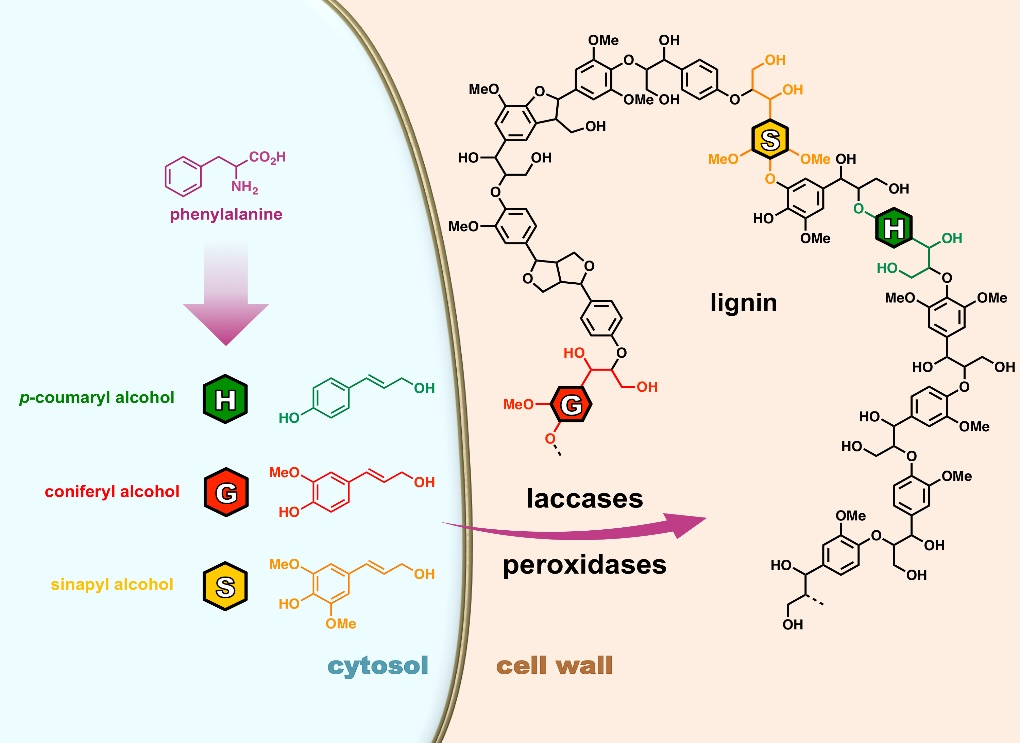 CO₂H
NH₂
phenylalanine
p-coumaryl alcohol
H
HO
OH
coniferyl alcohol
G
MeO
HO
OH
sinapyl alcohol
S
MeO
HO
OMe
OH
cytosol
OMe
MeO
O
OMe
O
OH
OH
O
OH
OH
OH
HO
OH
O
MeO
O
O
O
HO
OH
MeO
G
O
S
MeO
OMe
O
HO
OMe
OH
OH
O
H
OH
HO
O
MeO
OMe
HO
OH
O
OMe
HO
HO
O
OMe
OH
OH
O
OMe
HO
OH
lignin
laccases
peroxidases
cell wall